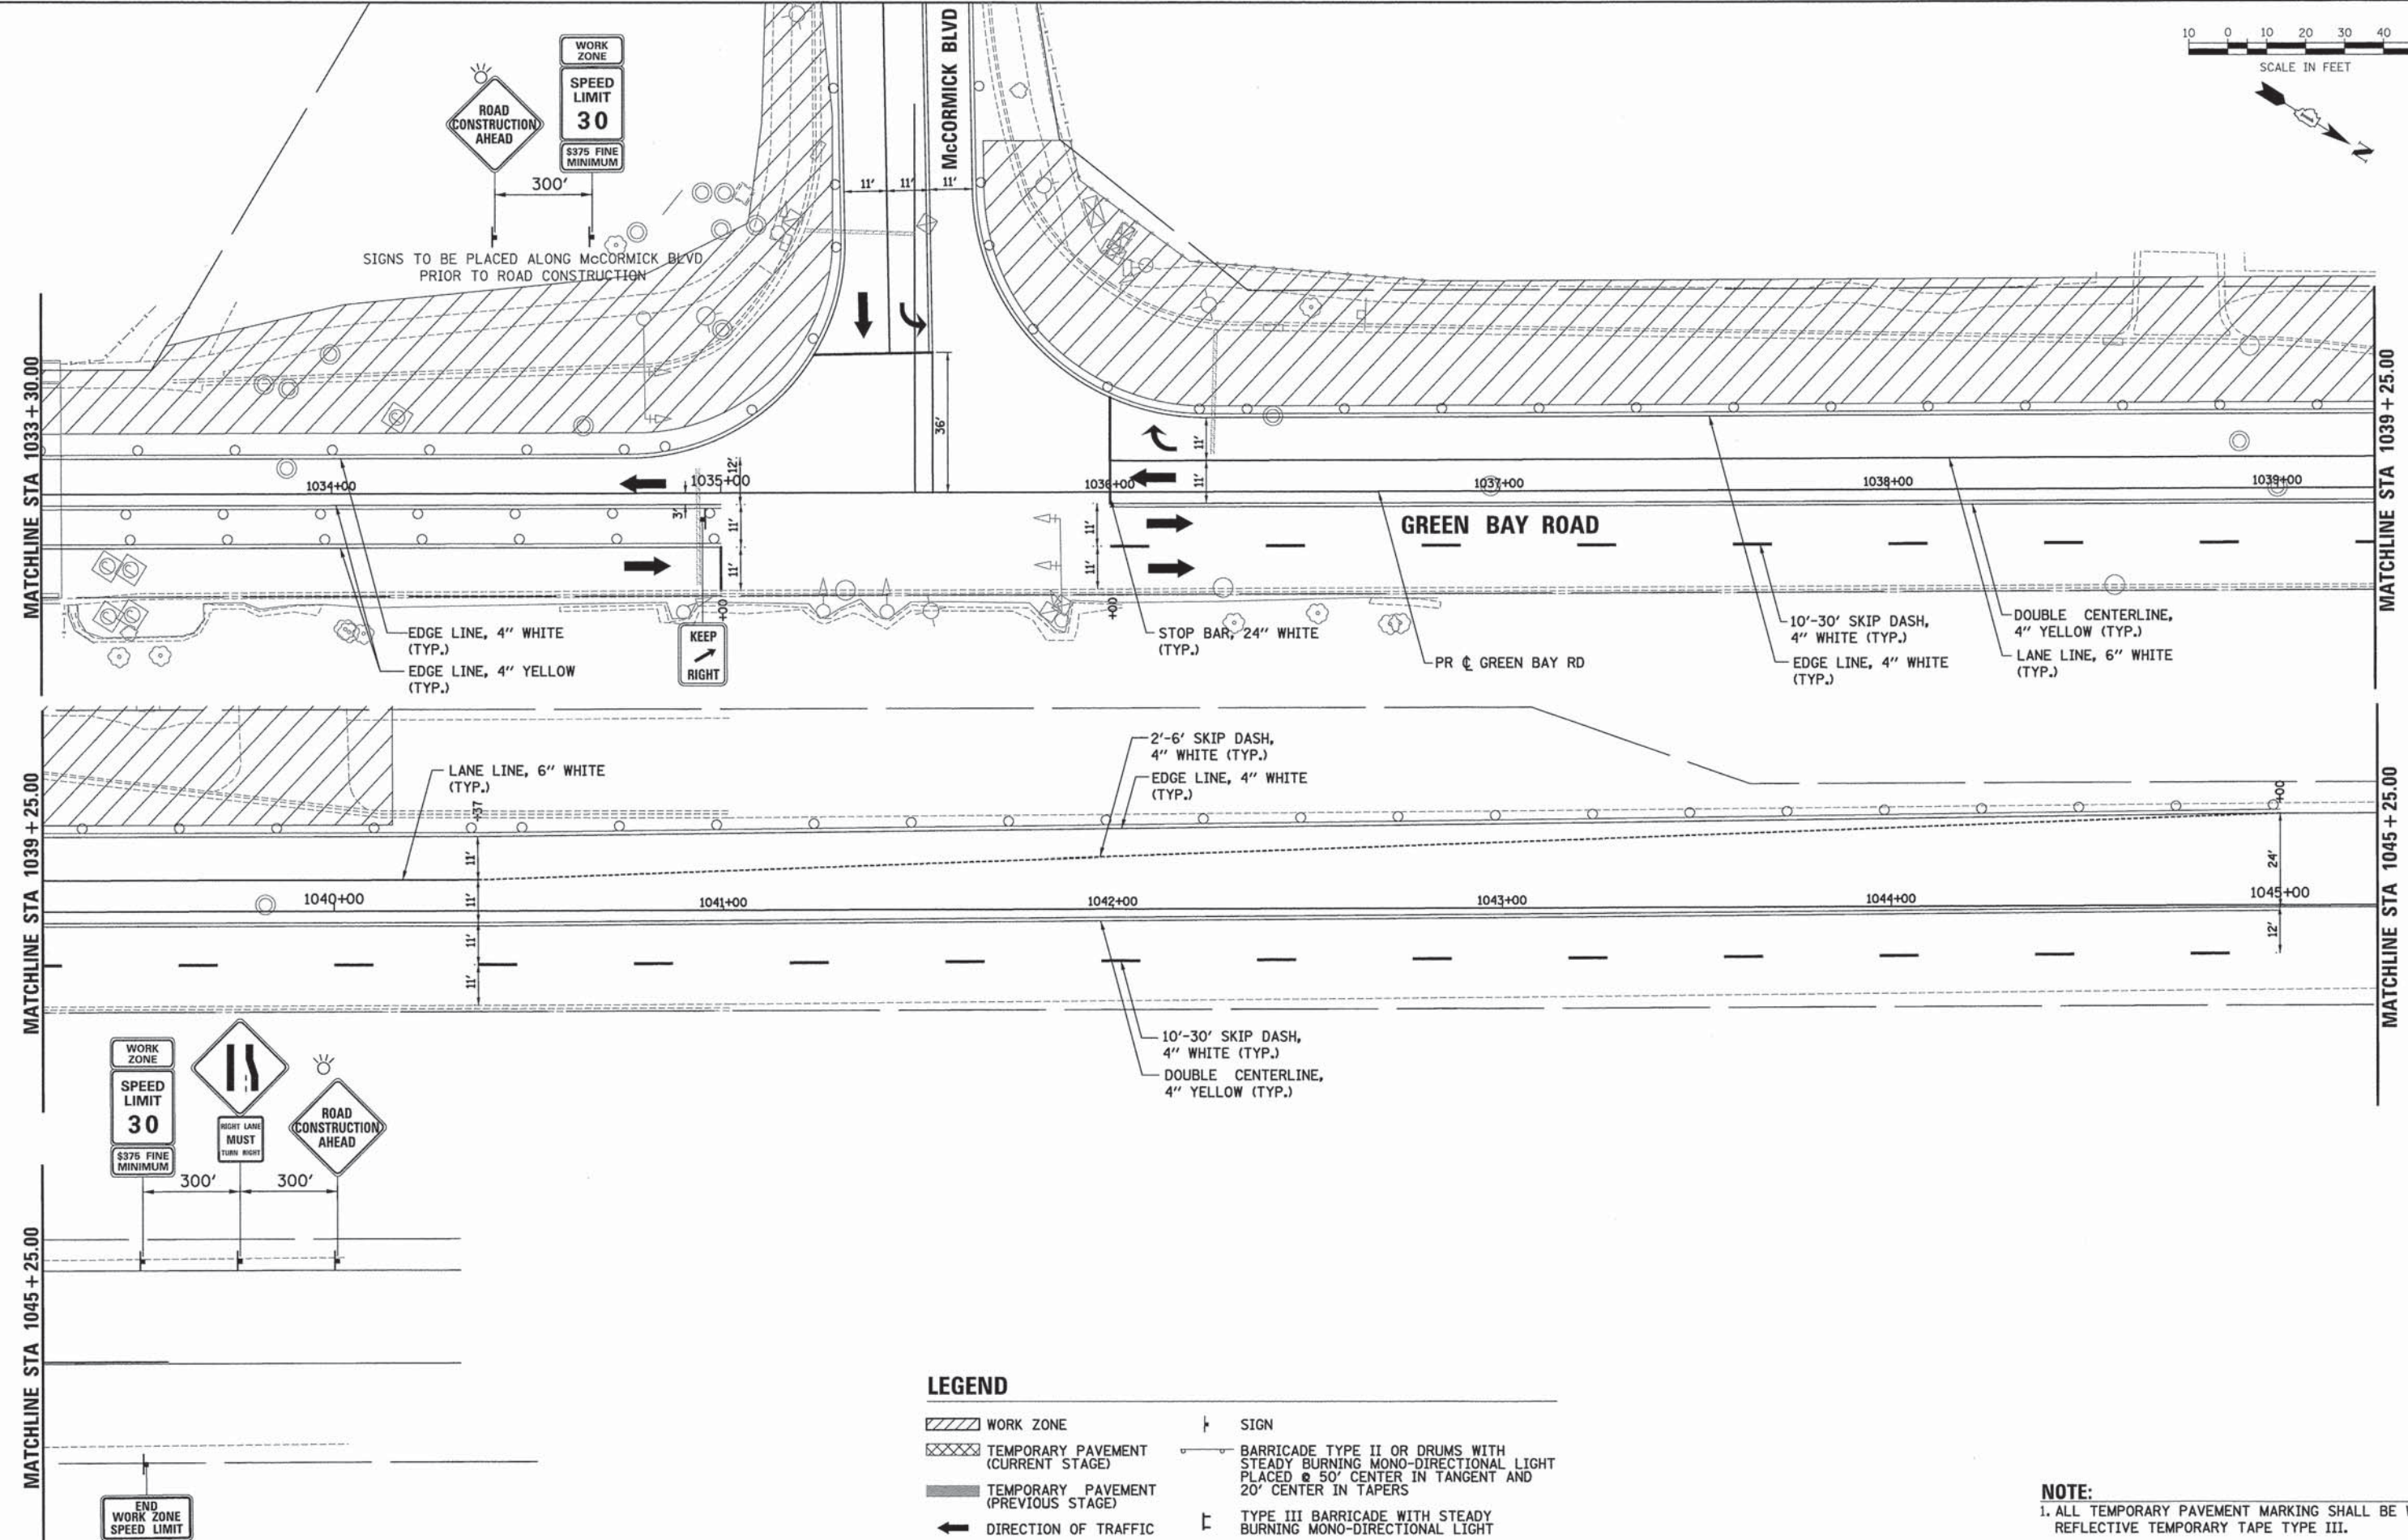 WORK
ZONE
SPEED
LIMIT
30
$375 FINE
MINIMUM
ROAD
CONSTRUCTION
AHEAD
300'
SIGNS TO BE PLACED ALONG McCORMICK BLVD
PRIOR TO ROAD CONSTRUCTION
McCORMICK BLVD
11'
11'
11'
10 0 10 20 30 40
SCALE IN FEET
N
MATCHLINE STA 1033+30.00
MATCHLINE STA 1039+25.00
36'
12'
3'
11'
11'
11'
11'
11'
11'
1034+00
1035+00
1036+00
1037+00
1038+00
1039+00
GREEN BAY ROAD
+00
+00
EDGE LINE, 4" WHITE
(TYP.)
EDGE LINE, 4" YELLOW
(TYP.)
KEEP
RIGHT
STOP BAR, 24" WHITE
(TYP.)
PR ℄ GREEN BAY RD
10'-30' SKIP DASH,
4" WHITE (TYP.)
EDGE LINE, 4" WHITE
(TYP.)
DOUBLE CENTERLINE,
4" YELLOW (TYP.)
LANE LINE, 6" WHITE
(TYP.)
MATCHLINE STA 1039+25.00
MATCHLINE STA 1045+25.00
LANE LINE, 6" WHITE
(TYP.)
+37
2'-6' SKIP DASH,
4" WHITE (TYP.)
EDGE LINE, 4" WHITE
(TYP.)
+00
11'
11'
11'
11'
24'
12'
1040+00
1041+00
1042+00
1043+00
1044+00
1045+00
10'-30' SKIP DASH,
4" WHITE (TYP.)
DOUBLE CENTERLINE,
4" YELLOW (TYP.)
WORK
ZONE
SPEED
LIMIT
30
$375 FINE
MINIMUM
RIGHT LANE
MUST
TURN RIGHT
ROAD
CONSTRUCTION
AHEAD
300'
300'
MATCHLINE STA 1045+25.00
END
WORK ZONE
SPEED LIMIT
LEGEND
WORK ZONE
TEMPORARY PAVEMENT
(CURRENT STAGE)
TEMPORARY PAVEMENT
(PREVIOUS STAGE)
DIRECTION OF TRAFFIC
SIGN
BARRICADE TYPE II OR DRUMS WITH
STEADY BURNING MONO-DIRECTIONAL LIGHT
PLACED @ 50' CENTER IN TANGENT AND
20' CENTER IN TAPERS
TYPE III BARRICADE WITH STEADY
BURNING MONO-DIRECTIONAL LIGHT
NOTE:
1. ALL TEMPORARY PAVEMENT MARKING SHALL BE
REFLECTIVE TEMPORARY TAPE TYPE III.